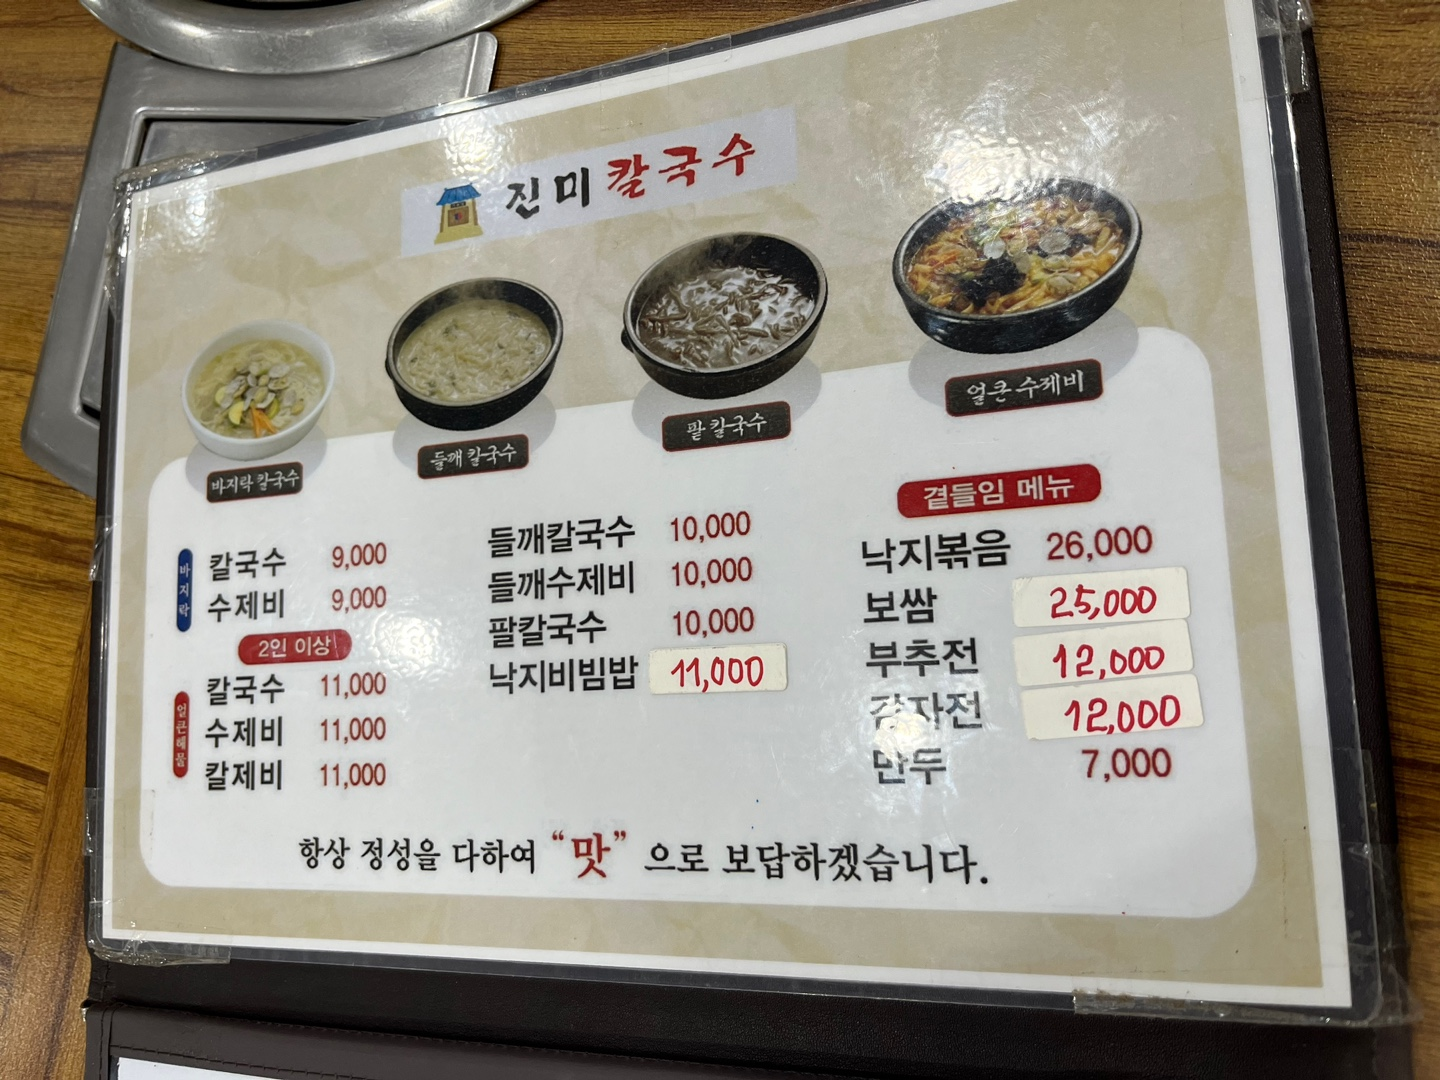 진미 칼국수
바지락 칼국수
들깨 칼국수
팥 칼국수
얼큰 수제비
바지락
칼국수 9,000
수제비 9,000
2인 이상
얼큰해물
칼국수 11,000
수제비 11,000
칼제비 11,000
들깨칼국수 10,000
들깨수제비 10,000
팥칼국수 10,000
낙지비빔밥 11,000
곁들임 메뉴
낙지볶음 26,000
보쌈 25,000
부추전 12,000
감자전 12,000
만두 7,000
항상 정성을 다하여 “맛” 으로 보답하겠습니다.